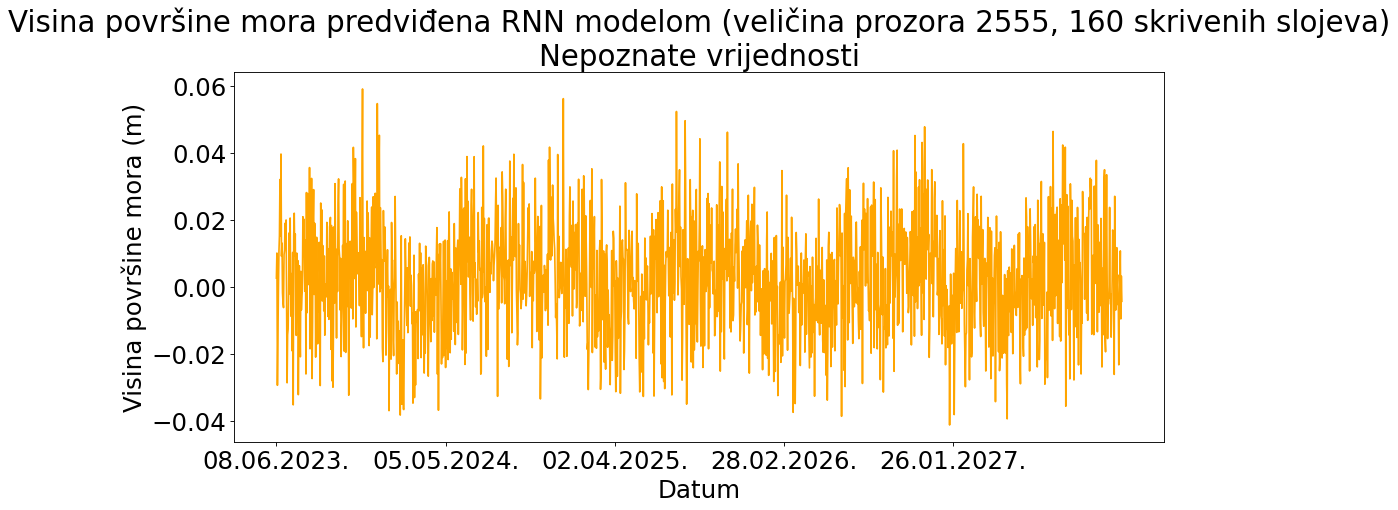 Visina površine mora predviđena RNN modelom (veličina prozora 2555, 160 skrivenih slojeva)
Nepoznate vrijednosti
Visina površine mora (m)
0.06
0.04
0.02
0.00
−0.02
−0.04
08.06.2023. 05.05.2024. 02.04.2025. 28.02.2026. 26.01.2027.
Datum